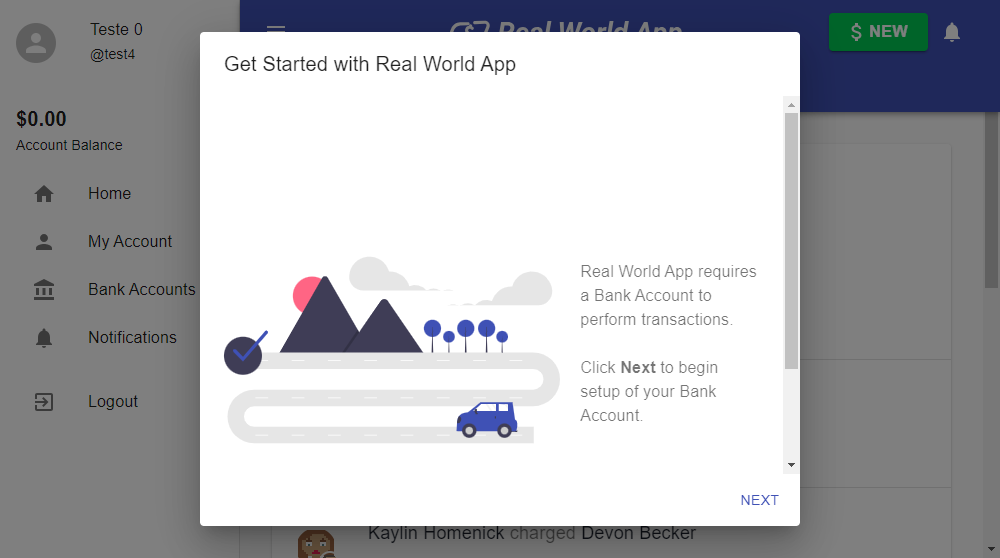 Teste 0
@test4
$0.00
Account Balance
Home
My Account
Bank Accounts
Notifications
Logout
Real World App
$ NEW
Get Started with Real World App
Real World App requires
a Bank Account to
perform transactions.
Click Next to begin
setup of your Bank
Account.
NEXT
Kaylin Homenick charged Devon Becker